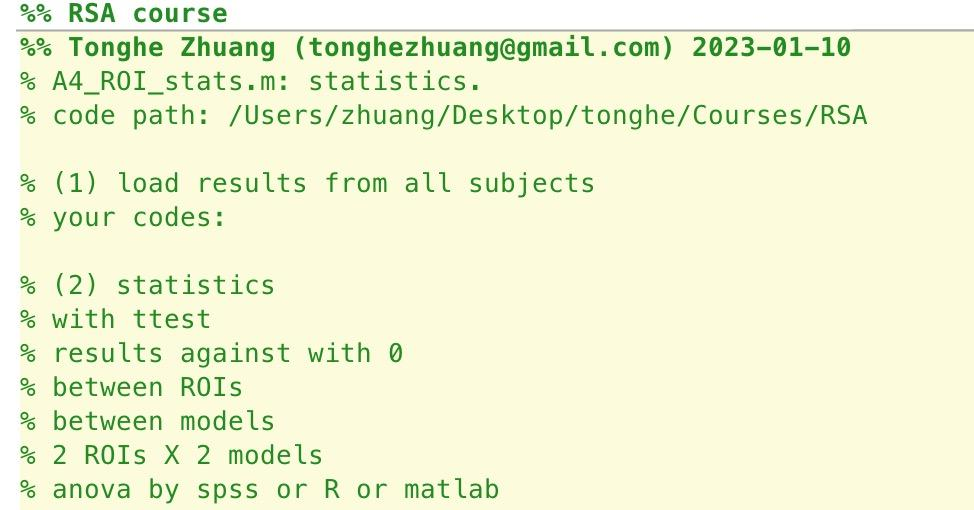 %% RSA course
%% Tonghe Zhuang (tonghezhuang@gmail.com) 2023-01-10
% A4_ROI_stats.m: statistics.
% code path: /Users/zhuang/Desktop/tonghe/Courses/RSA
% (1) load results from all subjects
% your codes:
% (2) statistics
% with ttest
% results against with 0
% between ROIs
% between models
% 2 ROIs X 2 models
% anova by spss or R or matlab